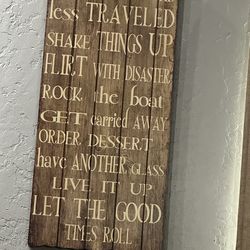 less TRAVELED
SHAKE THINGS UP
FLIRT WITH DISASTER
ROCK the boat
GET carried AWAY
ORDER DESSERT
have ANOTHER GLASS
LIVE IT UP
LET THE GOOD
TIMES ROLL